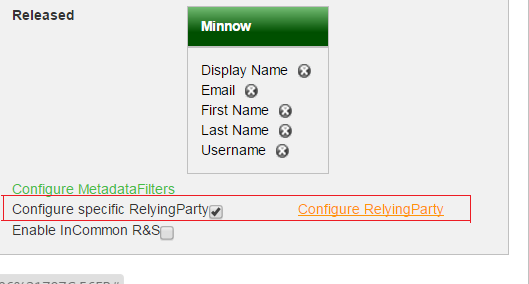 Released
Minnow
Display Name
Email
First Name
Last Name
Username
Configure MetadataFilters
Configure specific RelyingParty Configure RelyingParty
Enable InCommon R&S